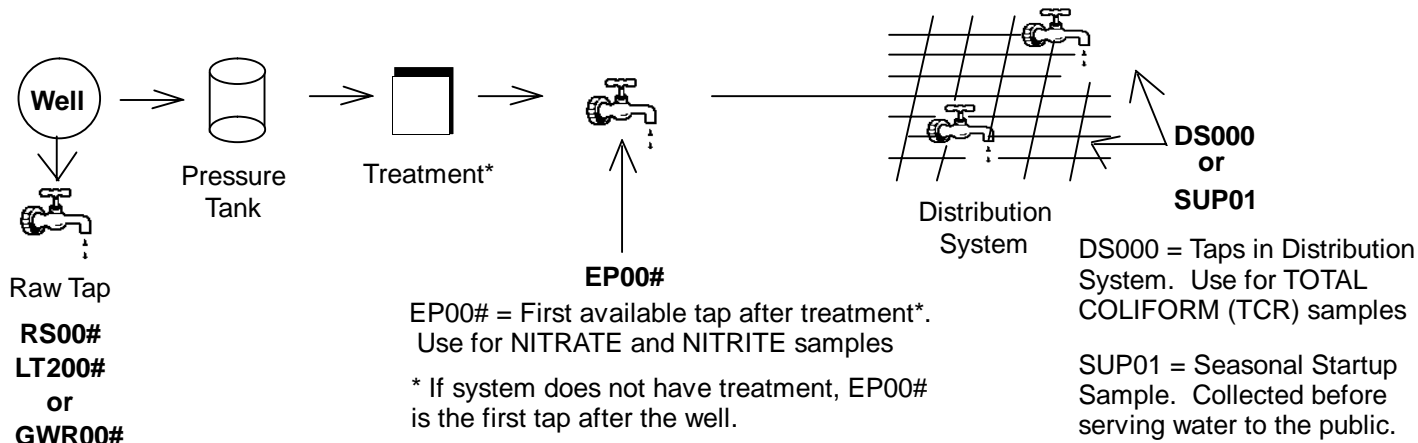 Well
Raw Tap
RS00#
LT200#
or
GWR00#
Pressure
Tank
Treatment*
EP00#
EP00# = First available tap after treatment*.
Use for NITRATE and NITRITE samples
* If system does not have treatment, EP00#
is the first tap after the well.
Distribution
System
DS000
or
SUP01
DS000 = Taps in Distribution
System. Use for TOTAL
COLIFORM (TCR) samples
SUP01 = Seasonal Startup
Sample. Collected before
serving water to the public.